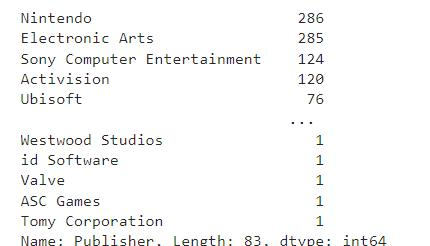 Nintendo 286
Electronic Arts 285
Sony Computer Entertainment 124
Activision 120
Ubisoft 76
...
Westwood Studios 1
id Software 1
Valve 1
ASC Games 1
Tomy Corporation 1
Name: Publisher, Length: 83, dtype: int64